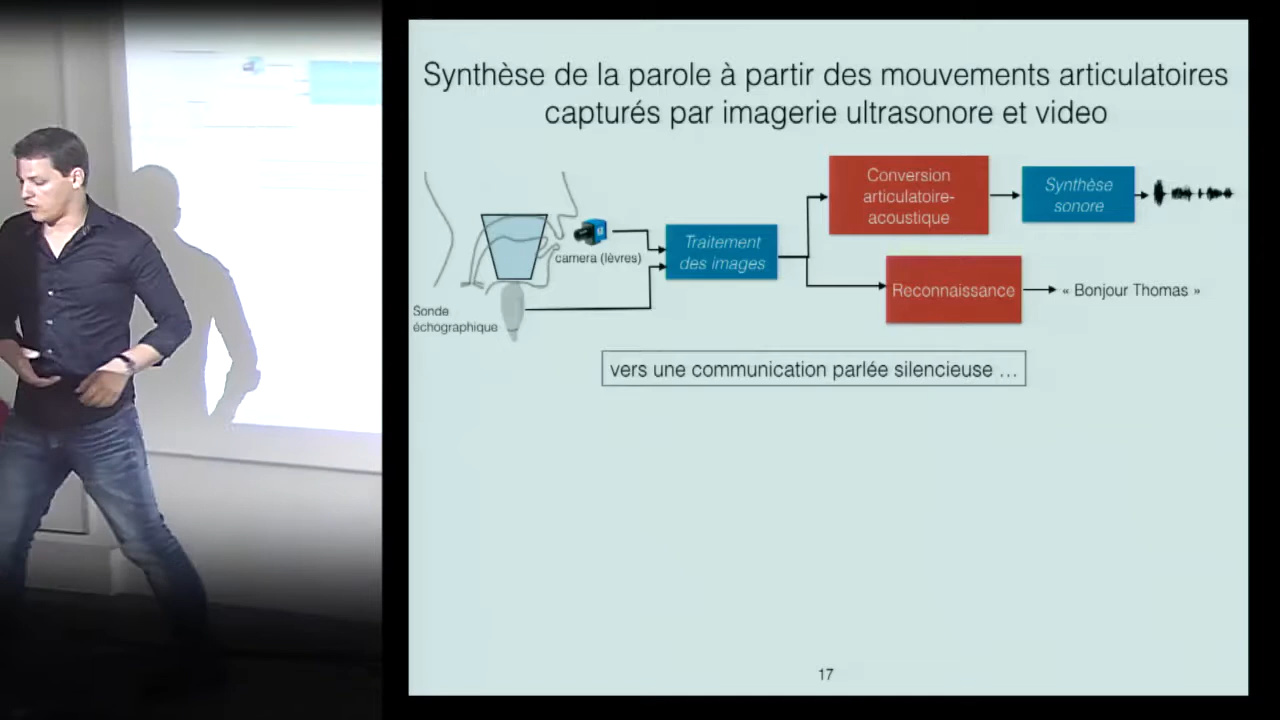 Synthèse de la parole à partir des mouvements articulatoires
capturés par imagerie ultrasonore et video
Conversion
articulatoire-
acoustique
Synthèse
sonore
camera (lèvres)
Traitement
des images
Sonde
échographique
Reconnaissance
« Bonjour Thomas »
vers une communication parlée silencieuse ...
17